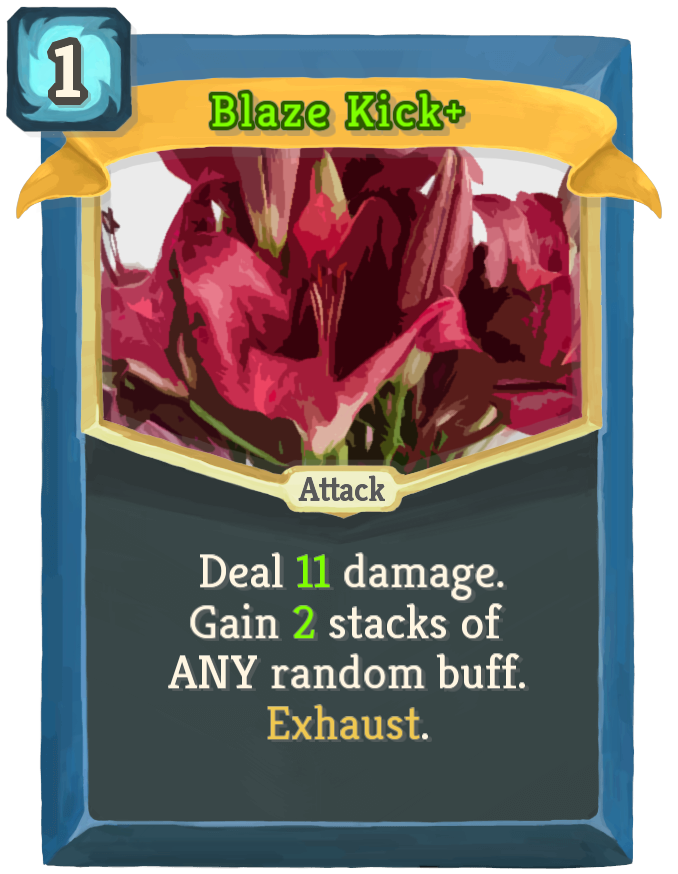 1
Blaze Kick+
Attack
Deal 11 damage.
Gain 2 stacks of
ANY random buff.
Exhaust.